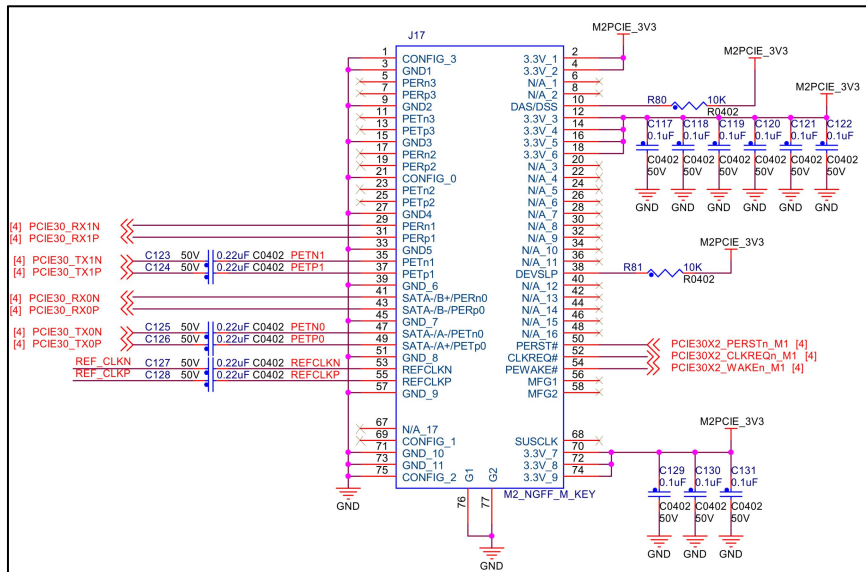 J17
M2PCIE_3V3
M2PCIE_3V3
M2PCIE_3V3
1 CONFIG_3 3.3V_1 2
3 GND1 3.3V_2 4
5 PERn3 N/A_1 6
7 PERp3 N/A_2 8
9 GND2 DAS/DSS 10 R80 10K R0402
11 PETn3 3.3V_3 12
13 PETp3 3.3V_4 14
15 GND3 3.3V_5 16
17 PERn2 3.3V_6 18
19 PERp2 N/A_3 20
21 CONFIG_0 N/A_4 22
23 PETn2 N/A_5 24
25 PETp2 N/A_6 26
27 GND4 N/A_7 28
C117 C118 C119 C120 C121 C122
0.1uF 0.1uF 0.1uF 0.1uF 0.1uF 0.1uF
C0402 C0402 C0402 C0402 C0402 C0402
50V 50V 50V 50V 50V 50V
GND GND GND GND GND GND
[4] PCIE30_RX1N 29 PERn1 N/A_8 30
[4] PCIE30_RX1P 31 PERp1 N/A_9 32
33 GND5 N/A_10 34
[4] PCIE30_TX1N C123 50V 0.22uF C0402 PETN1 35 PETn1 N/A_11 36
[4] PCIE30_TX1P C124 50V 0.22uF C0402 PETP1 37 PETp1 DEVSLP 38 R81 10K R0402
M2PCIE_3V3
39 GND_6 N/A_12 40
[4] PCIE30_RX0N 41 SATA-/B+/PERn0 N/A_13 42
[4] PCIE30_RX0P 43 SATA-/B-/PERp0 N/A_14 44
45 GND_7 N/A_15 46
[4] PCIE30_TX0N C125 50V 0.22uF C0402 PETN0 47 SATA-/A-/PETn0 N/A_16 48
[4] PCIE30_TX0P C126 50V 0.22uF C0402 PETP0 49 SATA-/A+/PETp0 PERST# 50 PCIE30X2_PERSTn_M1 [4]
51 GND_8 CLKREQ# 52 PCIE30X2_CLKREQn_M1 [4]
REF_CLKN C127 50V 0.22uF C0402 REFCLKN 53 REFCLKN PEWAKE# 54 PCIE30X2_WAKEn_M1 [4]
REF_CLKP C128 50V 0.22uF C0402 REFCLKP 55 REFCLKP MFG1 56
57 GND_9 MFG2 58
67 N/A_17 SUSCLK 68
69 CONFIG_1 3.3V_7 70
71 GND_10 3.3V_8 72
73 GND_11 3.3V_9 74
75 CONFIG_2
G1 G2
76 77
M2_NGFF_M_KEY
GND
GND
M2PCIE_3V3
C129 C130 C131
0.1uF 0.1uF 0.1uF
C0402 C0402 C0402
50V 50V 50V
GND GND GND